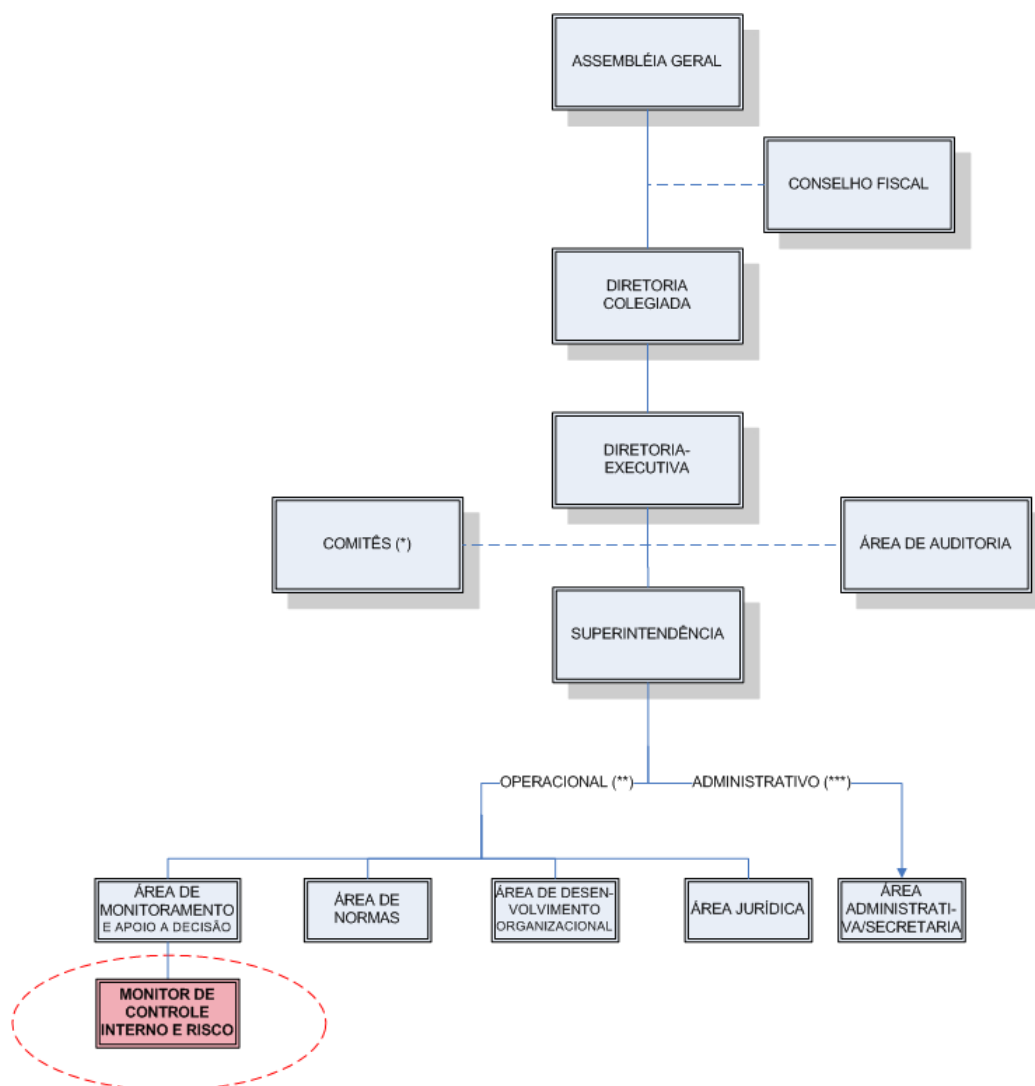 ASSEMBLÉIA GERAL
CONSELHO FISCAL
DIRETORIA
COLEGIADA
DIRETORIA-
EXECUTIVA
COMITÊS (*)
ÁREA DE AUDITORIA
SUPERINTENDÊNCIA
OPERACIONAL (**)
ADMINISTRATIVO (***)
ÁREA DE
MONITORAMENTO
E APOIO A DECISÃO
ÁREA DE
NORMAS
ÁREA DE DESEN-
VOLVIMENTO
ORGANIZACIONAL
ÁREA JURÍDICA
ÁREA
ADMINISTRATI-
VA/SECRETARIA
MONITOR DE
CONTROLE
INTERNO E RISCO